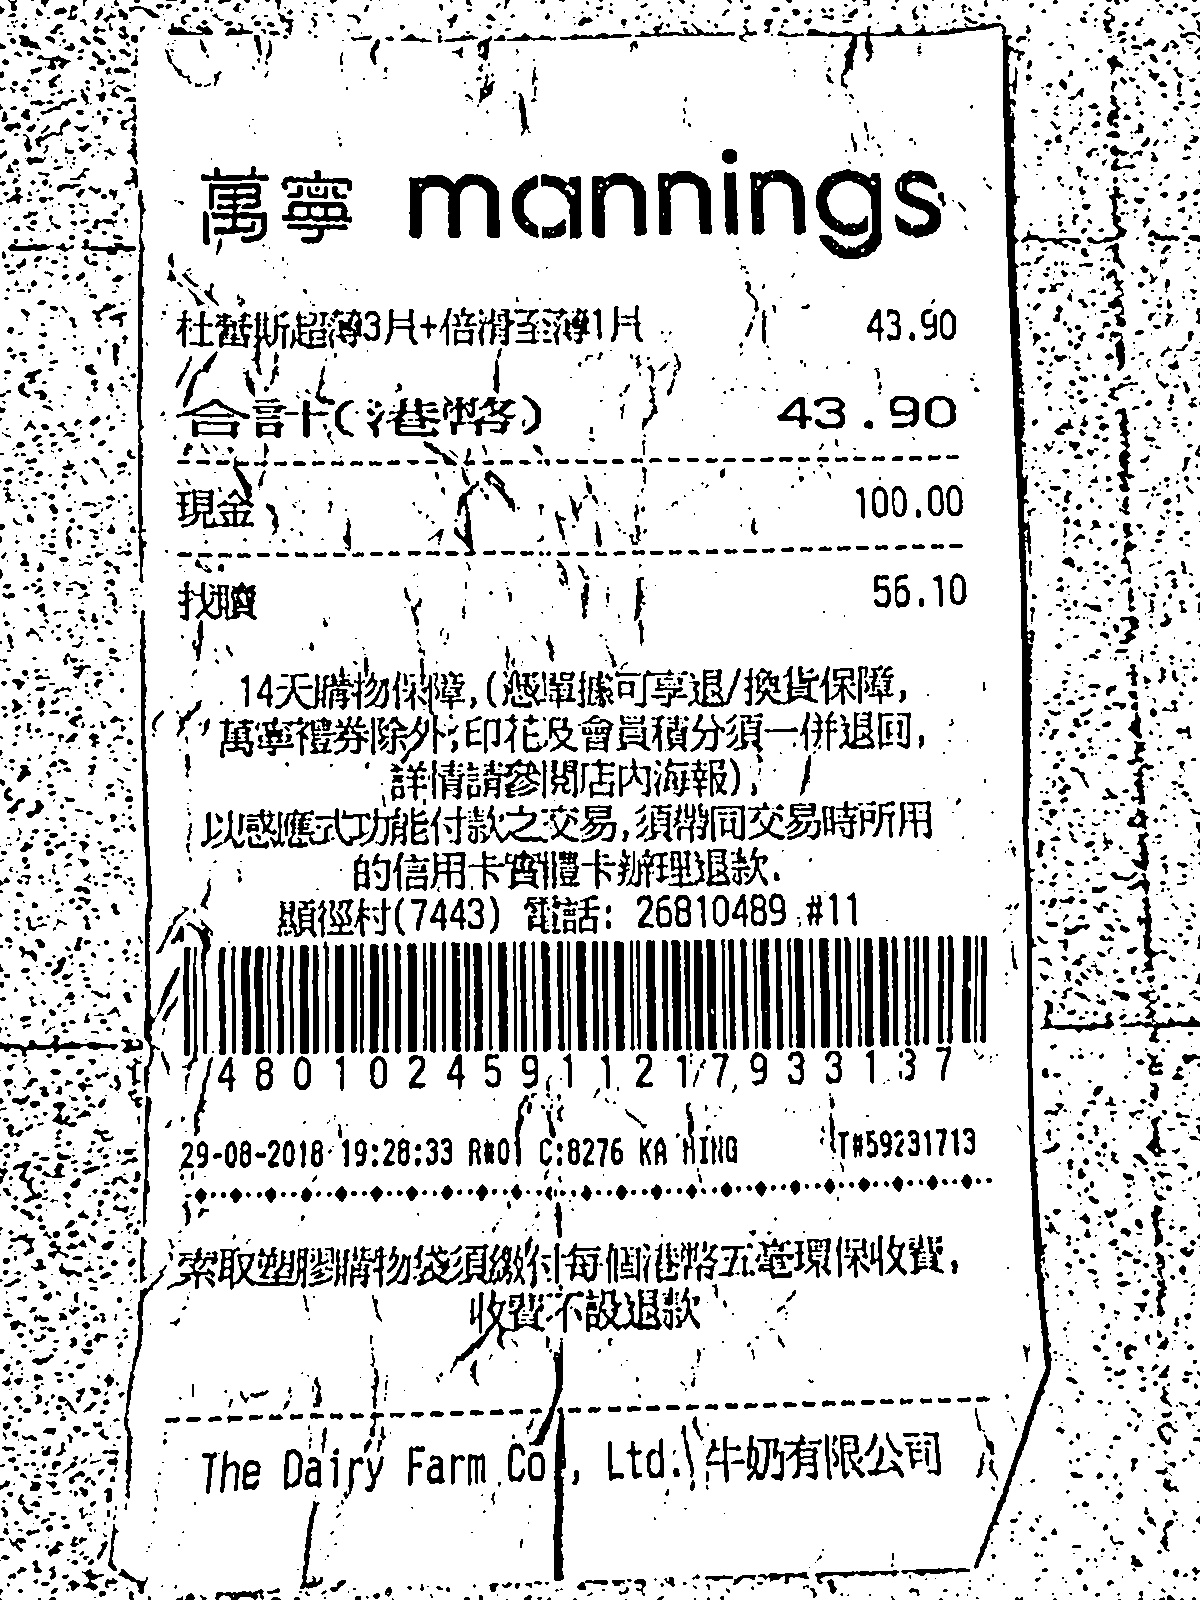 萬寧 mannings
杜蕾斯超薄3片+倍滑至薄1片 43.90
合計(港幣) 43.90
現金 100.00
找贖 56.10
14天購物保障,(憑單據可享退/換貨保障,
萬寧禮券除外;印花及會員積分須一併退回,
詳情請參閱店內海報),
以感應式功能付款之交易,須帶同交易時所用
的信用卡實體卡辦理退款.
顯徑村(7443) 電話: 26810489 #11
48010245911217933137
29-08-2018 19:28:33 R#01 C:8276 KA HING T#59231713
索取塑膠購物袋須繳付每個港幣五毫環保收費,
收費不設退款
The Dairy Farm Co., Ltd. 牛奶有限公司